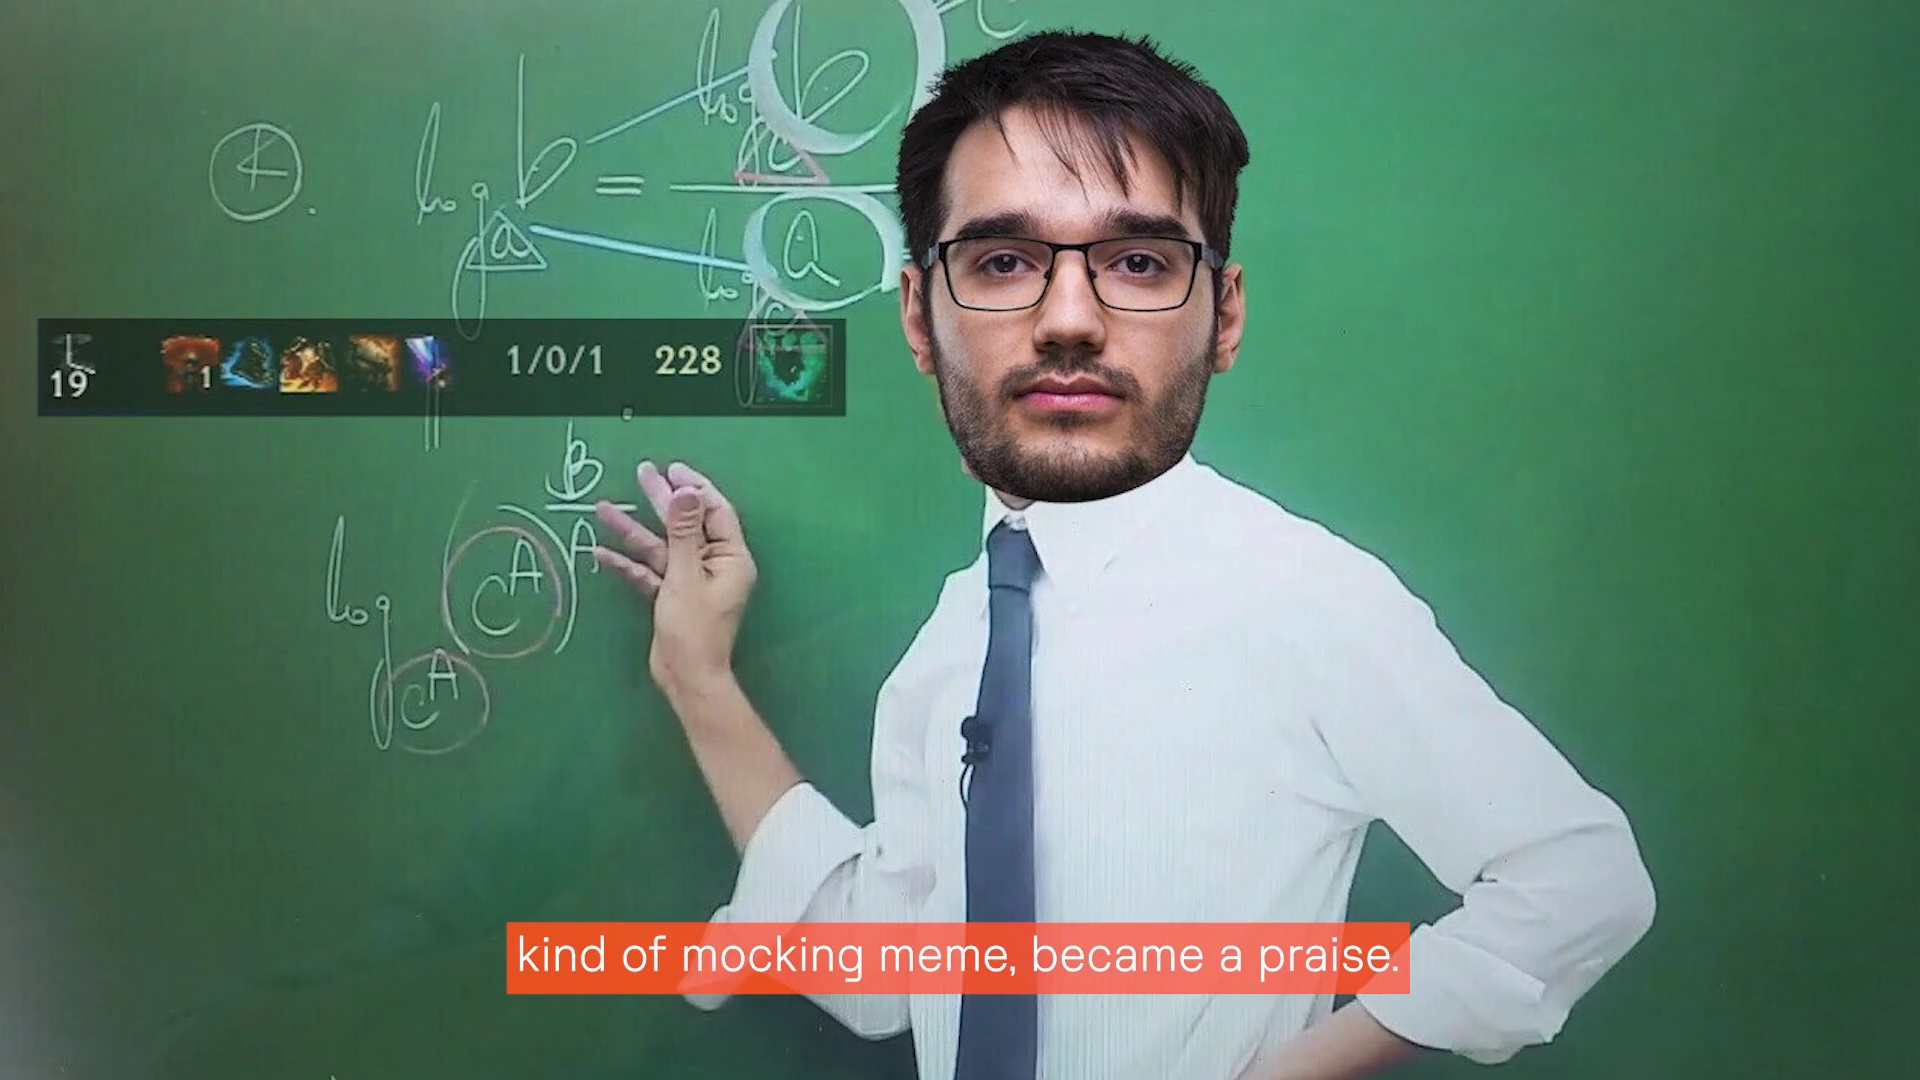 K.
log b = log b
a
c
log a
c
19
1
1/0/1
228
B
A
log
C A
C A
kind of mocking meme, became a praise.